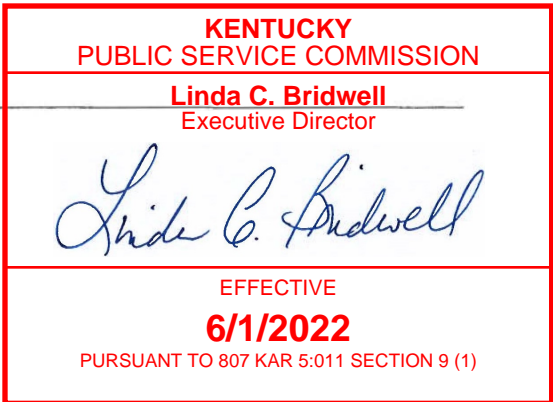 KENTUCKY
PUBLIC SERVICE COMMISSION
Linda C. Bridwell
Executive Director
Linda C. Bridwell
EFFECTIVE
6/1/2022
PURSUANT TO 807 KAR 5:011 SECTION 9 (1)